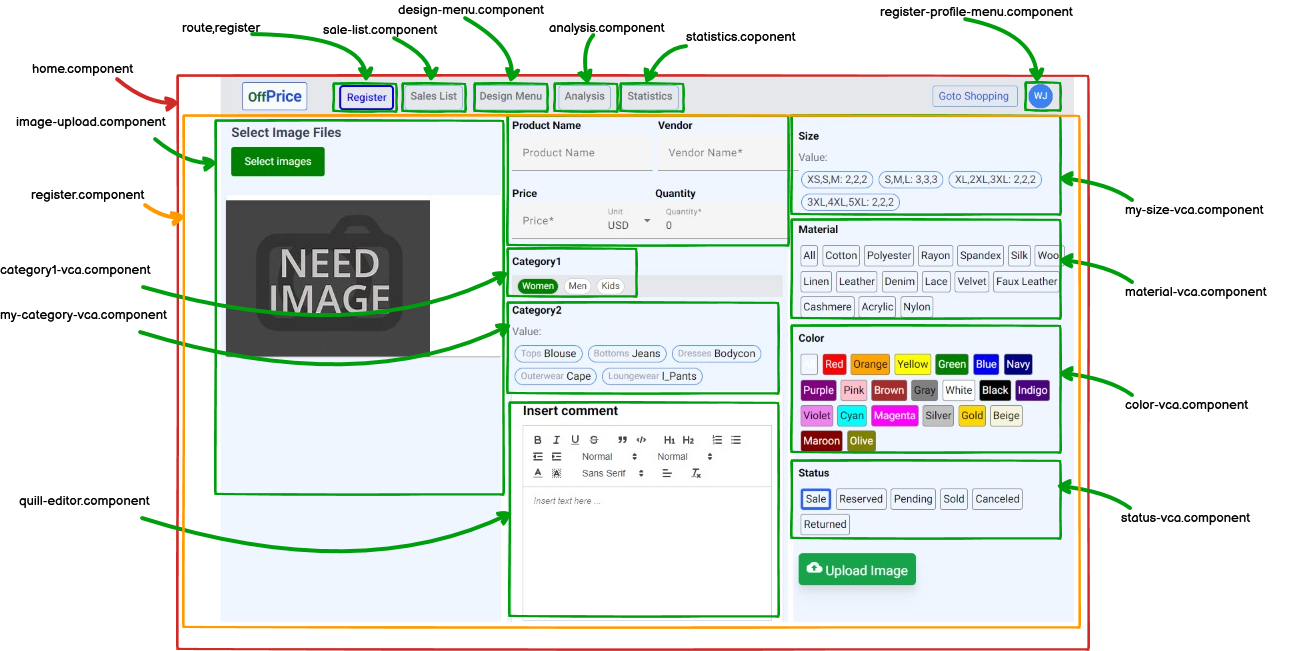 design-menu.component
register-profile-menu.component
route,register
sale-list.component
analysis.component
statistics.coponent
home.component
OffPrice
Register
Sales List
Design Menu
Analysis
Statistics
Goto Shopping
WJ
image-upload.component
Select Image Files
Select images
NEED
IMAGE
register.component
category1-vca.component
my-category-vca.component
quill-editor.component
Product Name
Vendor
Product Name
Vendor Name*
Price
Quantity
Price*
Unit
USD
Quantity*
0
Category1
Women
Men
Kids
Category2
Value:
Tops Blouse
Bottoms Jeans
Dresses Bodycon
Outerwear Cape
Loungewear l_Pants
Insert comment
B I U S ” </> H1 H2
Normal
Normal
A A Sans Serif Tx
Insert text here ...
Size
Value:
XS,S,M: 2,2,2
S,M,L: 3,3,3
XL,2XL,3XL: 2,2,2
3XL,4XL,5XL: 2,2,2
my-size-vca.component
Material
All Cotton Polyester Rayon Spandex Silk Woo
Linen Leather Denim Lace Velvet Faux Leather
Cashmere Acrylic Nylon
material-vca.component
Color
Red Orange Yellow Green Blue Navy
Purple Pink Brown Gray White Black Indigo
Violet Cyan Magenta Silver Gold Beige
Maroon Olive
color-vca.component
Status
Sale Reserved Pending Sold Canceled
Returned
status-vca.component
Upload Image